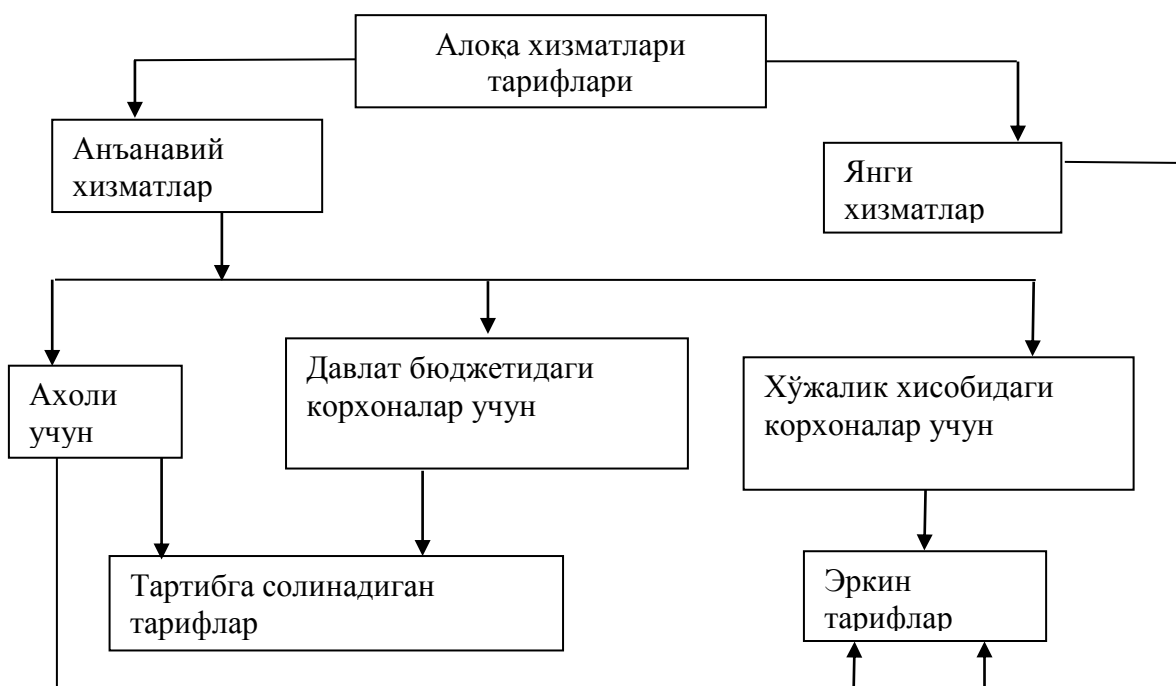 Алоқа хизматлари
тарифлари
Анъанавий
хизматлар
Янги
хизматлар
Ахоли
учун
Давлат бюджетидаги
корхоналар учун
Хўжалик хисобидаги
корхоналар учун
Тартибга солинадиган
тарифлар
Эркин
тарифлар